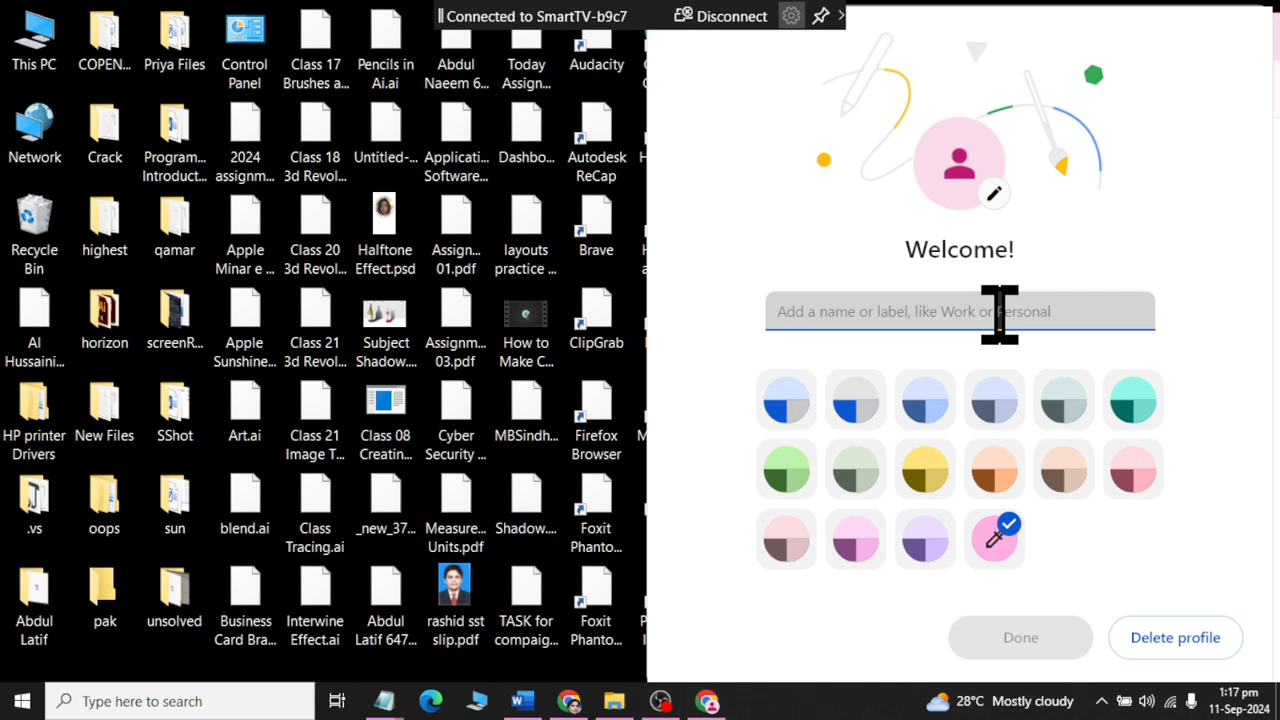 Connected to SmartTV-b9c7
Disconnect
This PC
COPEN...
Priya Files
Control
Panel
Class 17
Brushes a...
Pencils in
Ai.ai
Abdul
Naeem 6...
Today
Assign...
Audacity
Network
Crack
Program...
Introduct...
2024
assignm...
Class 18
3d Revol...
Untitled-...
Applicati...
Software...
Dashbo...
Autodesk
ReCap
Recycle
Bin
highest
qamar
Apple
Minar e ...
Class 20
3d Revol...
Halftone
Effect.psd
Assign...
01.pdf
layouts
practice ...
Brave
Al
Hussaini...
horizon
screenR...
Apple
Sunshine...
Class 21
3d Revol...
Subject
Shadow....
Assignm...
03.pdf
How to
Make C...
ClipGrab
HP printer
Drivers
New Files
SShot
Art.ai
Class 21
Image T...
Class 08
Creatin...
Cyber
Security ...
MBSindh...
Firefox
Browser
.vs
oops
sun
blend.ai
Class
Tracing.ai
_new_37...
Measure...
Units.pdf
Shadow....
Foxit
Phanto...
Abdul
Latif
pak
unsolved
Business
Card Bra...
Interwine
Effect.ai
Abdul
Latif 647...
rashid sst
slip.pdf
TASK for
compaig...
Foxit
Phanto...
Welcome!
Add a name or label, like Work or Personal
Done
Delete profile
Type here to search
28°C Mostly cloudy
1:17 pm
11-Sep-2024